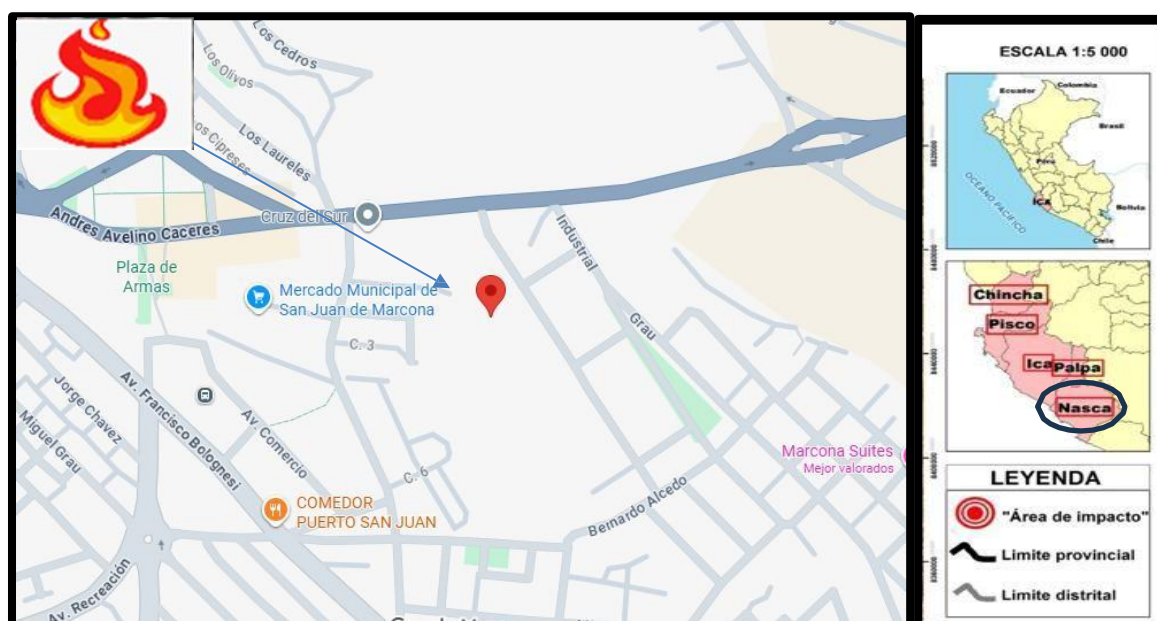 Los Cedros
Los Olivos
Los Laureles
os Cipreses
Andres Avelino Caceres
Cruz del Sur
Plaza de
Armas
Mercado Municipal de
San Juan de Marcona
Industrial
Grau
C. 3
Jorge Chavez
Miguel Grau
Av. Francisco Bolognesi
Av. Comercio
C. 6
Marcona Suites
Mejor valorados
COMEDOR
PUERTO SAN JUAN
Bernardo Alcedo
Av. Recreación
ESCALA 1:5 000
Ecuador
Colombia
Brasil
Perú
OCEANO PACIFICO
Ica
Bolivia
Chile
Chincha
Pisco
Ica
Palpa
Nasca
LEYENDA
"Área de impacto"
Limite provincial
Limite distrital